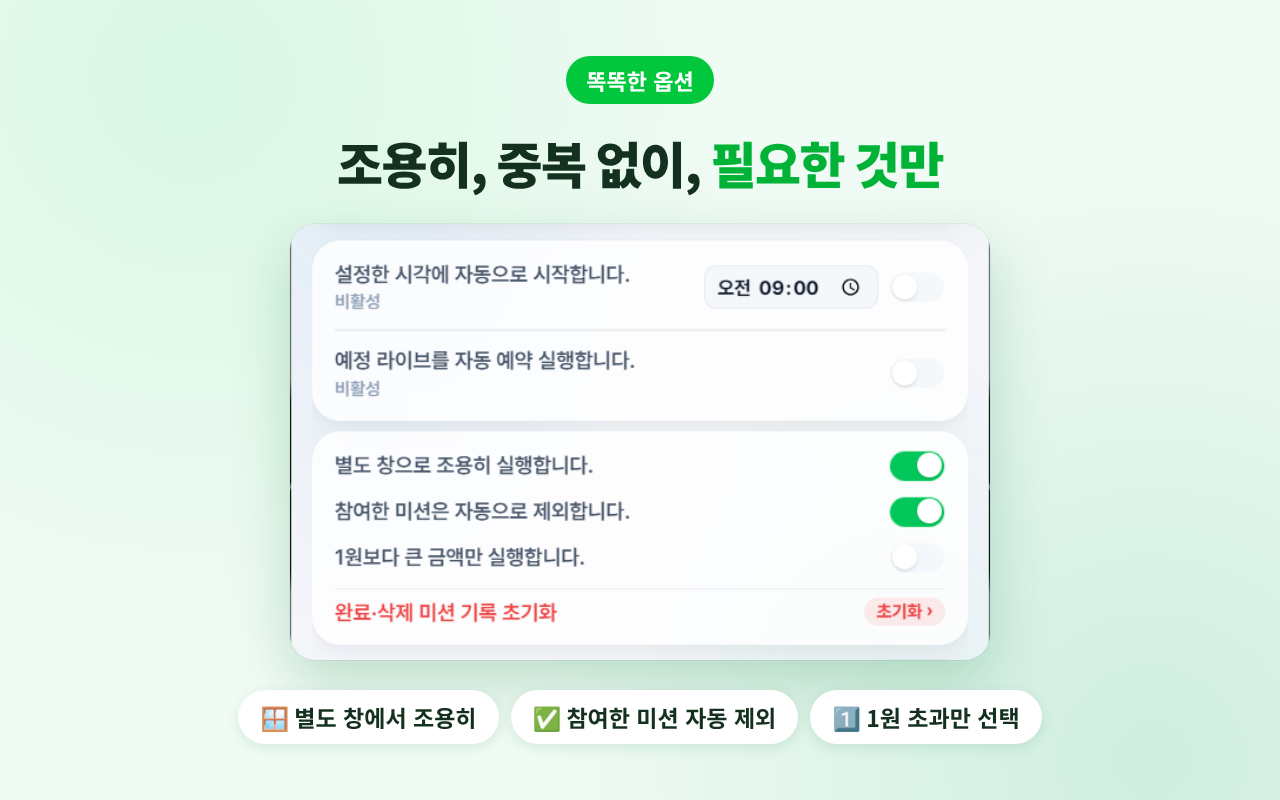 똑똑한 옵션
조용히, 중복 없이, 필요한 것만
설정한 시각에 자동으로 시작합니다.
비활성
오전 09:00
예정 라이브를 자동 예약 실행합니다.
비활성
별도 창으로 조용히 실행합니다.
참여한 미션은 자동으로 제외합니다.
1원보다 큰 금액만 실행합니다.
완료·삭제 미션 기록 초기화
초기화 ›
🪟 별도 창에서 조용히
✅ 참여한 미션 자동 제외
1️⃣ 1원 초과만 선택